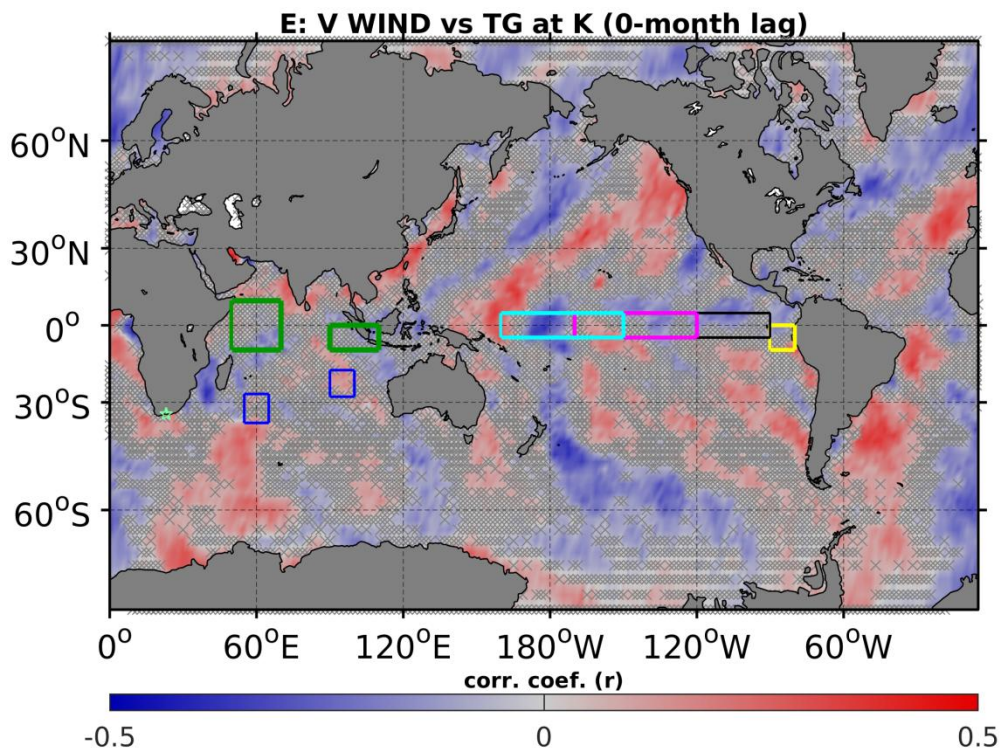 E: V WIND vs TG at K (0-month lag)
60°N
30°N
0°
30°S
60°S
0° 60°E 120°E 180°W 120°W 60°W
corr. coef. (r)
-0.5 0 0.5